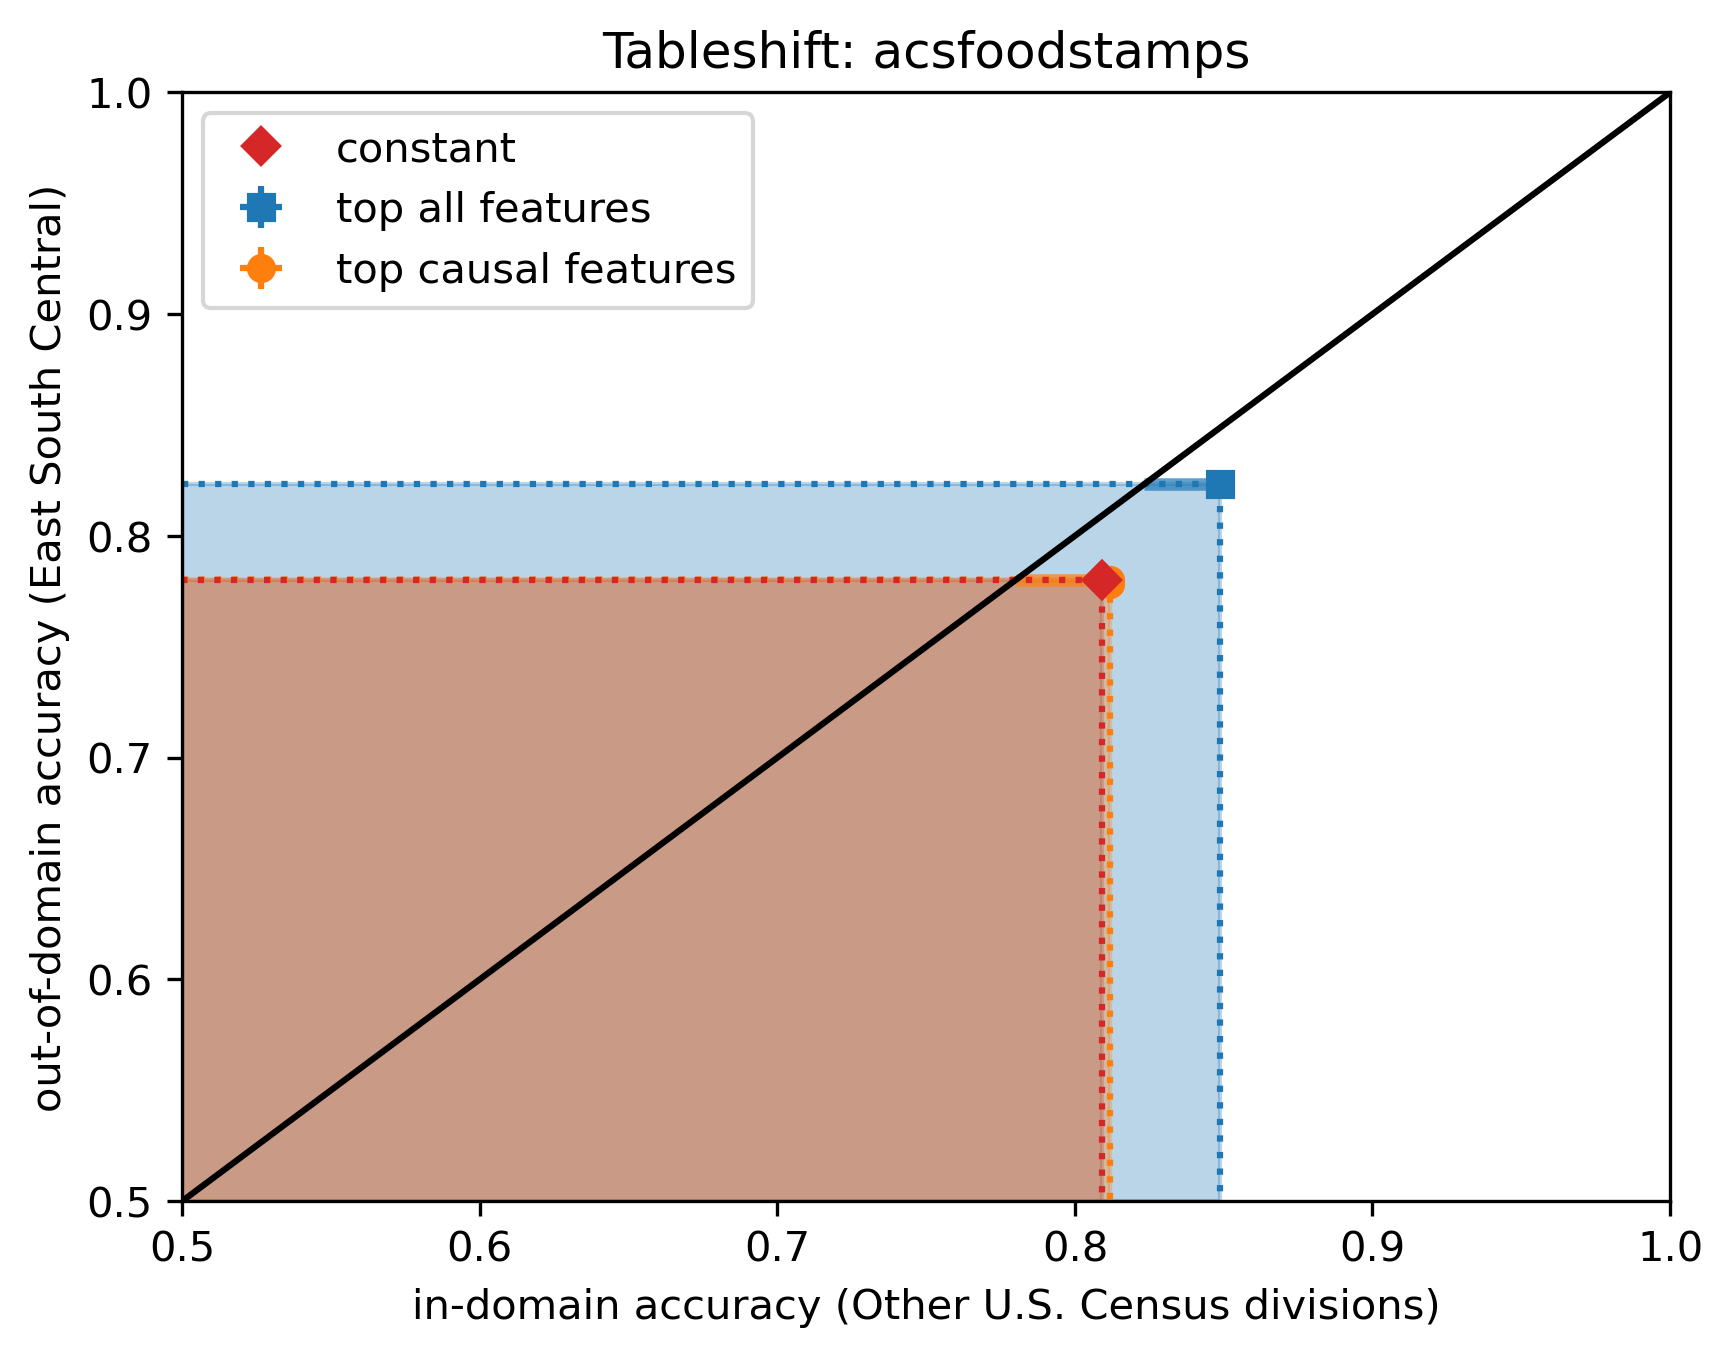 Tableshift: acsfoodstamps
constant
top all features
top causal features
out-of-domain accuracy (East South Central)
1.0
0.9
0.8
0.7
0.6
0.5
0.5 0.6 0.7 0.8 0.9 1.0
in-domain accuracy (Other U.S. Census divisions)